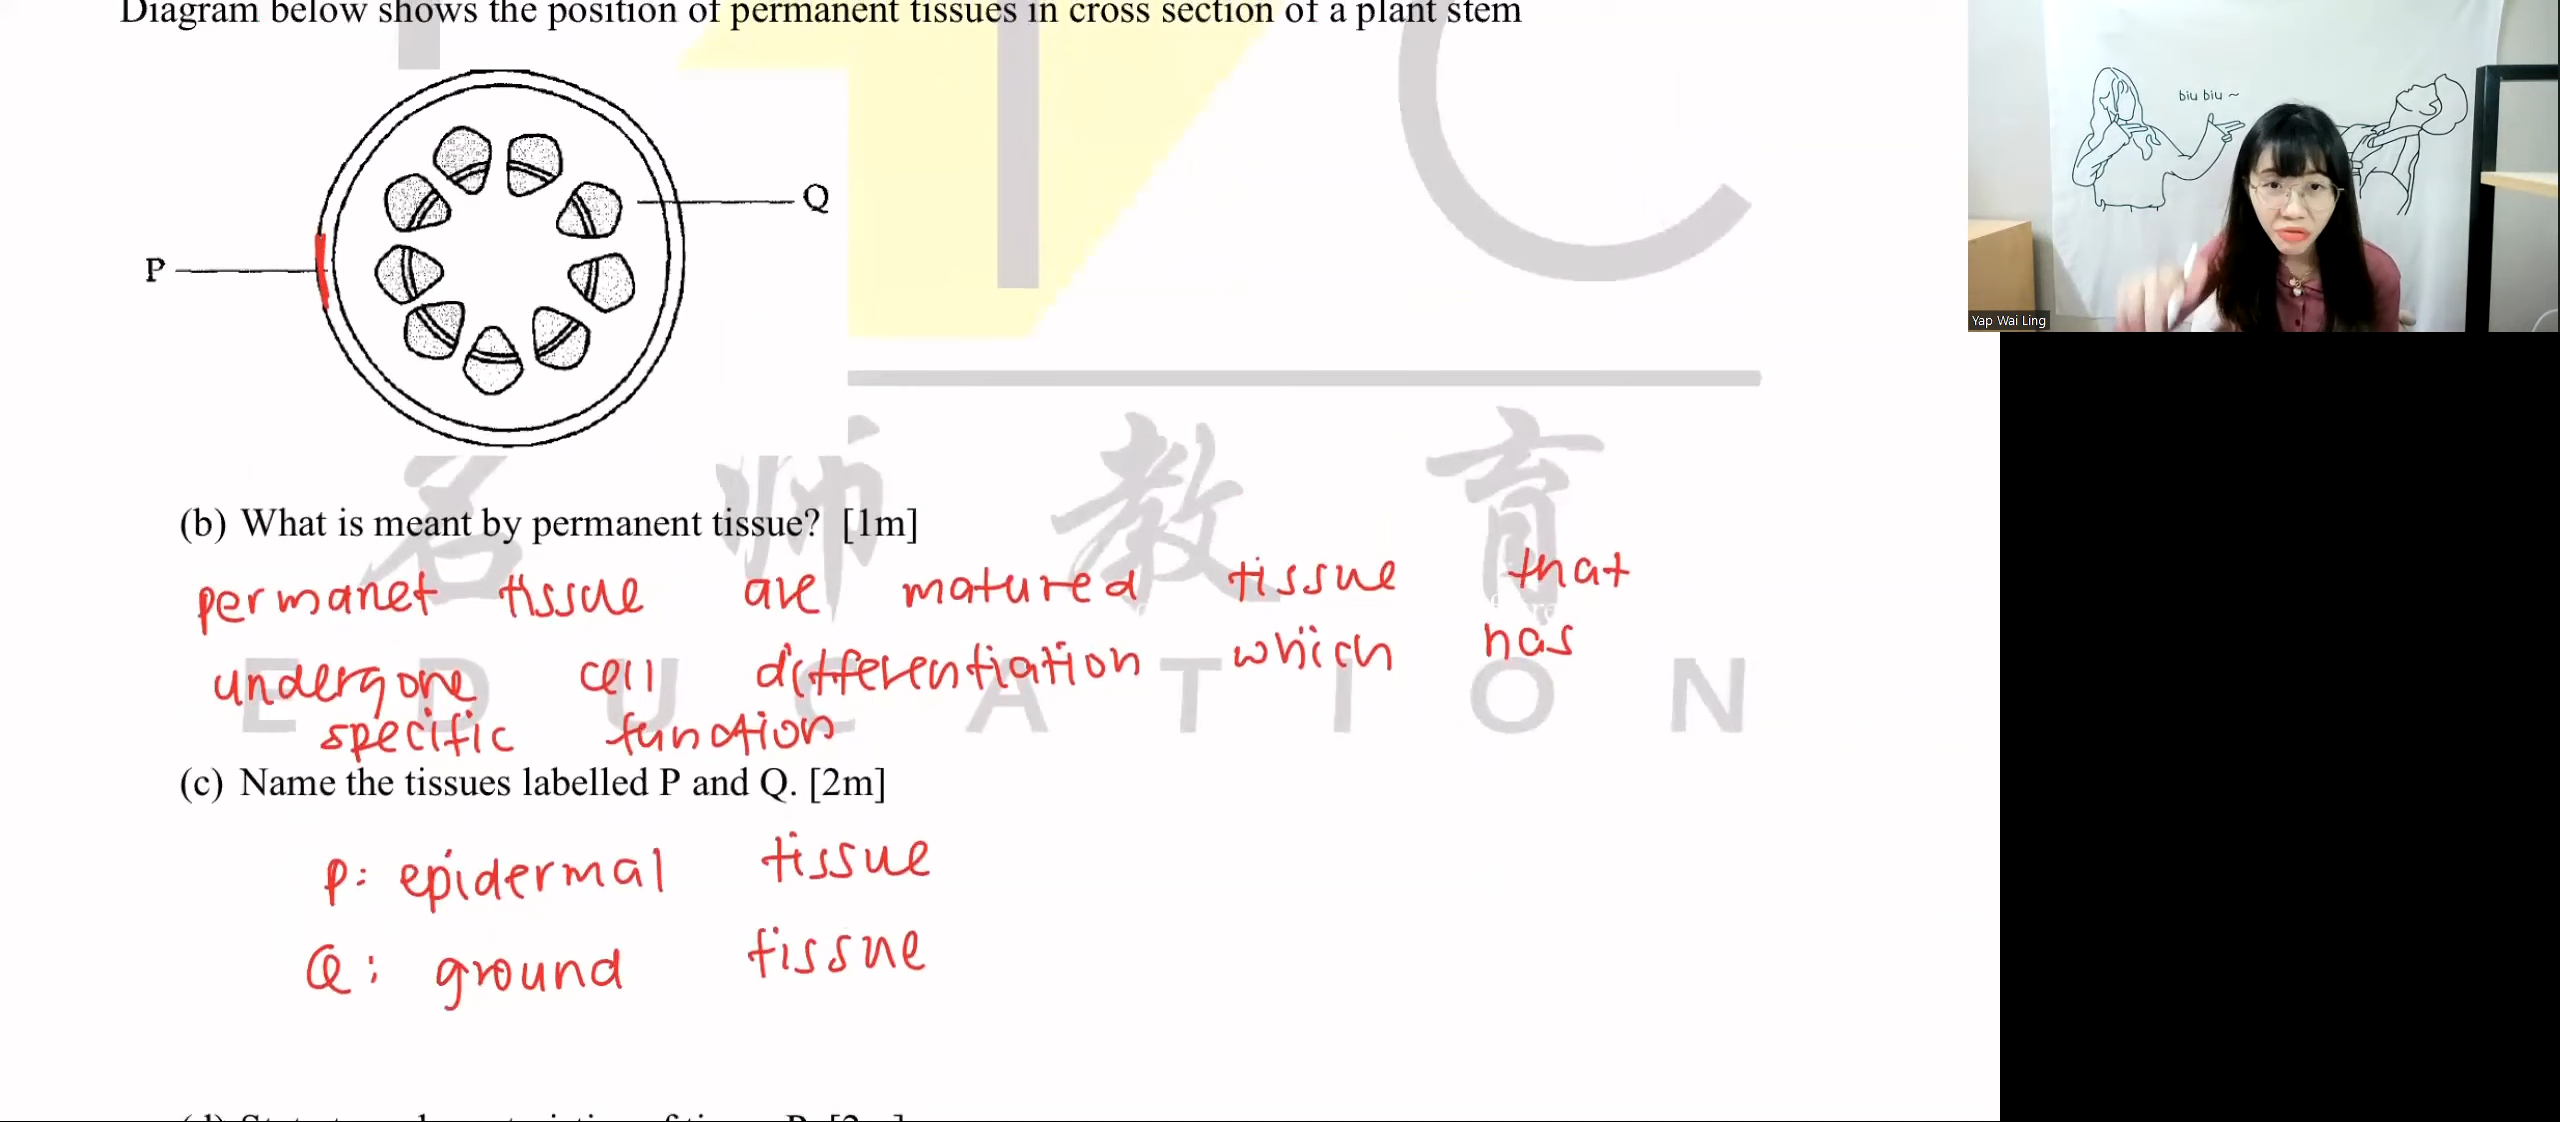 Diagram below shows the position of permanent tissues in cross section of a plant stem
biu biu ~
Q
P
Yap Wai Ling
名师教育
(b) What is meant by permanent tissue? [1m]
permanet tissue are matured tissue that
undergone cell differentiation which has
EDUCATION
specific function
(c) Name the tissues labelled P and Q. [2m]
P: epidermal tissue
Q: ground tissue